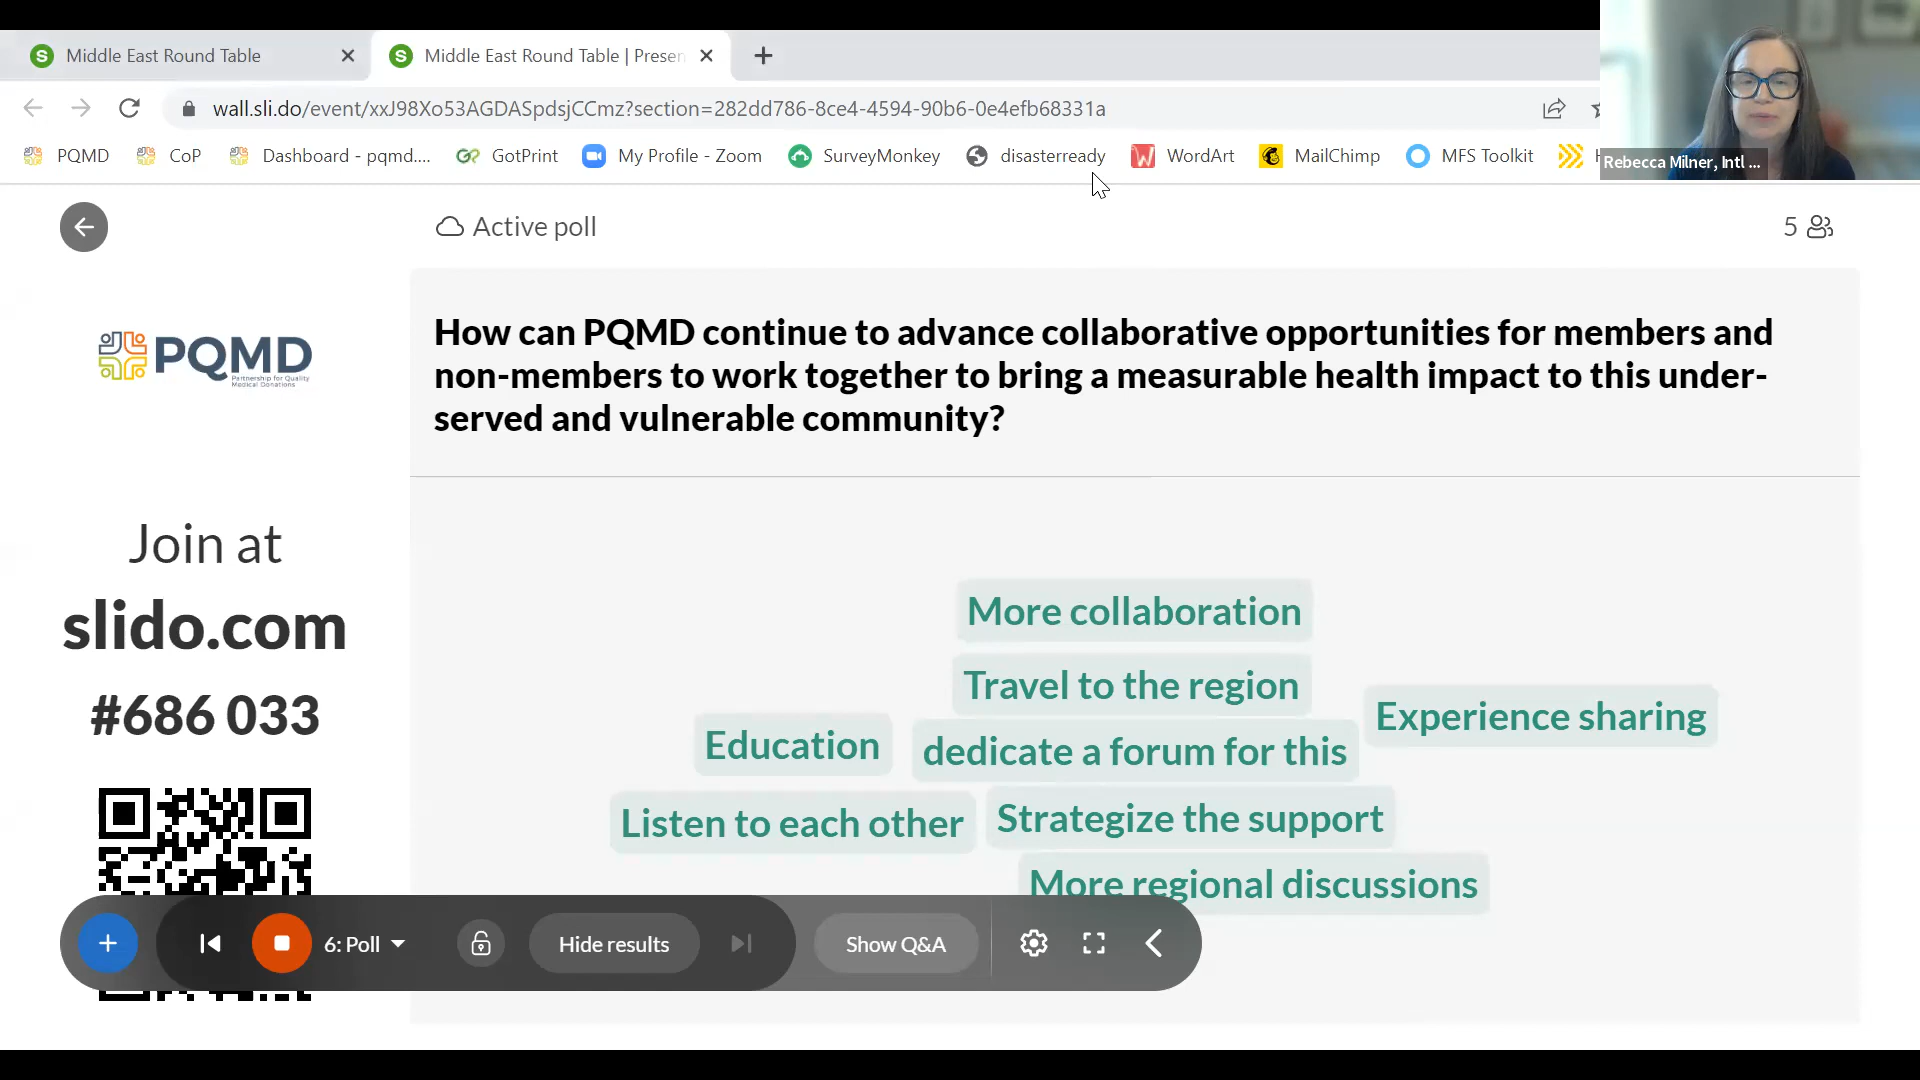 Middle East Round Table
Middle East Round Table | Presen
wall.sli.do/event/xxJ98Xo53AGDASpdsjCCmz?section=282dd786-8ce4-4594-90b6-0e4efb68331a
PQMD
CoP
Dashboard - pqmd....
GotPrint
My Profile - Zoom
SurveyMonkey
disasterready
WordArt
MailChimp
MFS Toolkit
Rebecca Milner, Intl ...
Active poll
5
PQMD
Partnership for Quality
Medical Donations
How can PQMD continue to advance collaborative opportunities for members and
non-members to work together to bring a measurable health impact to this under-
served and vulnerable community?
Join at
slido.com
#686 033
More collaboration
Travel to the region
Experience sharing
Education
dedicate a forum for this
Listen to each other
Strategize the support
More regional discussions
6: Poll
Hide results
Show Q&A